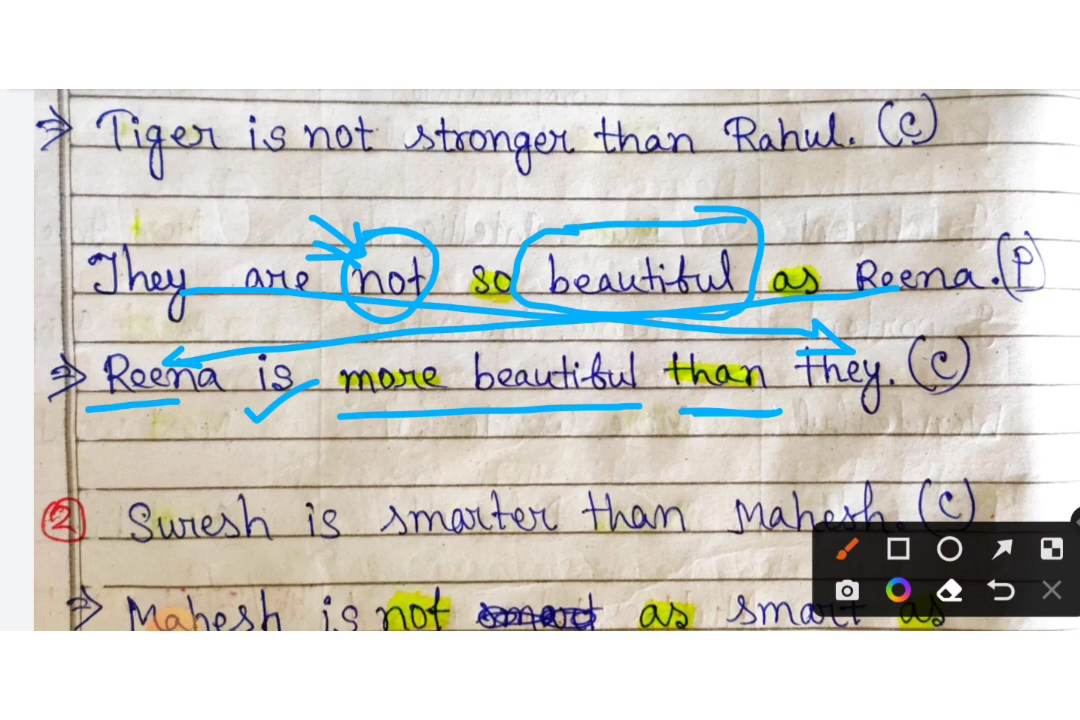 ⇒ Tiger is not stronger than Rahul. (C)
They are not so beautiful as Reena. (P)
⇒ Reena is more beautiful than they. (C)
② Suresh is smarter than Mahesh. (C)
⇒ Mahesh is not as smart as